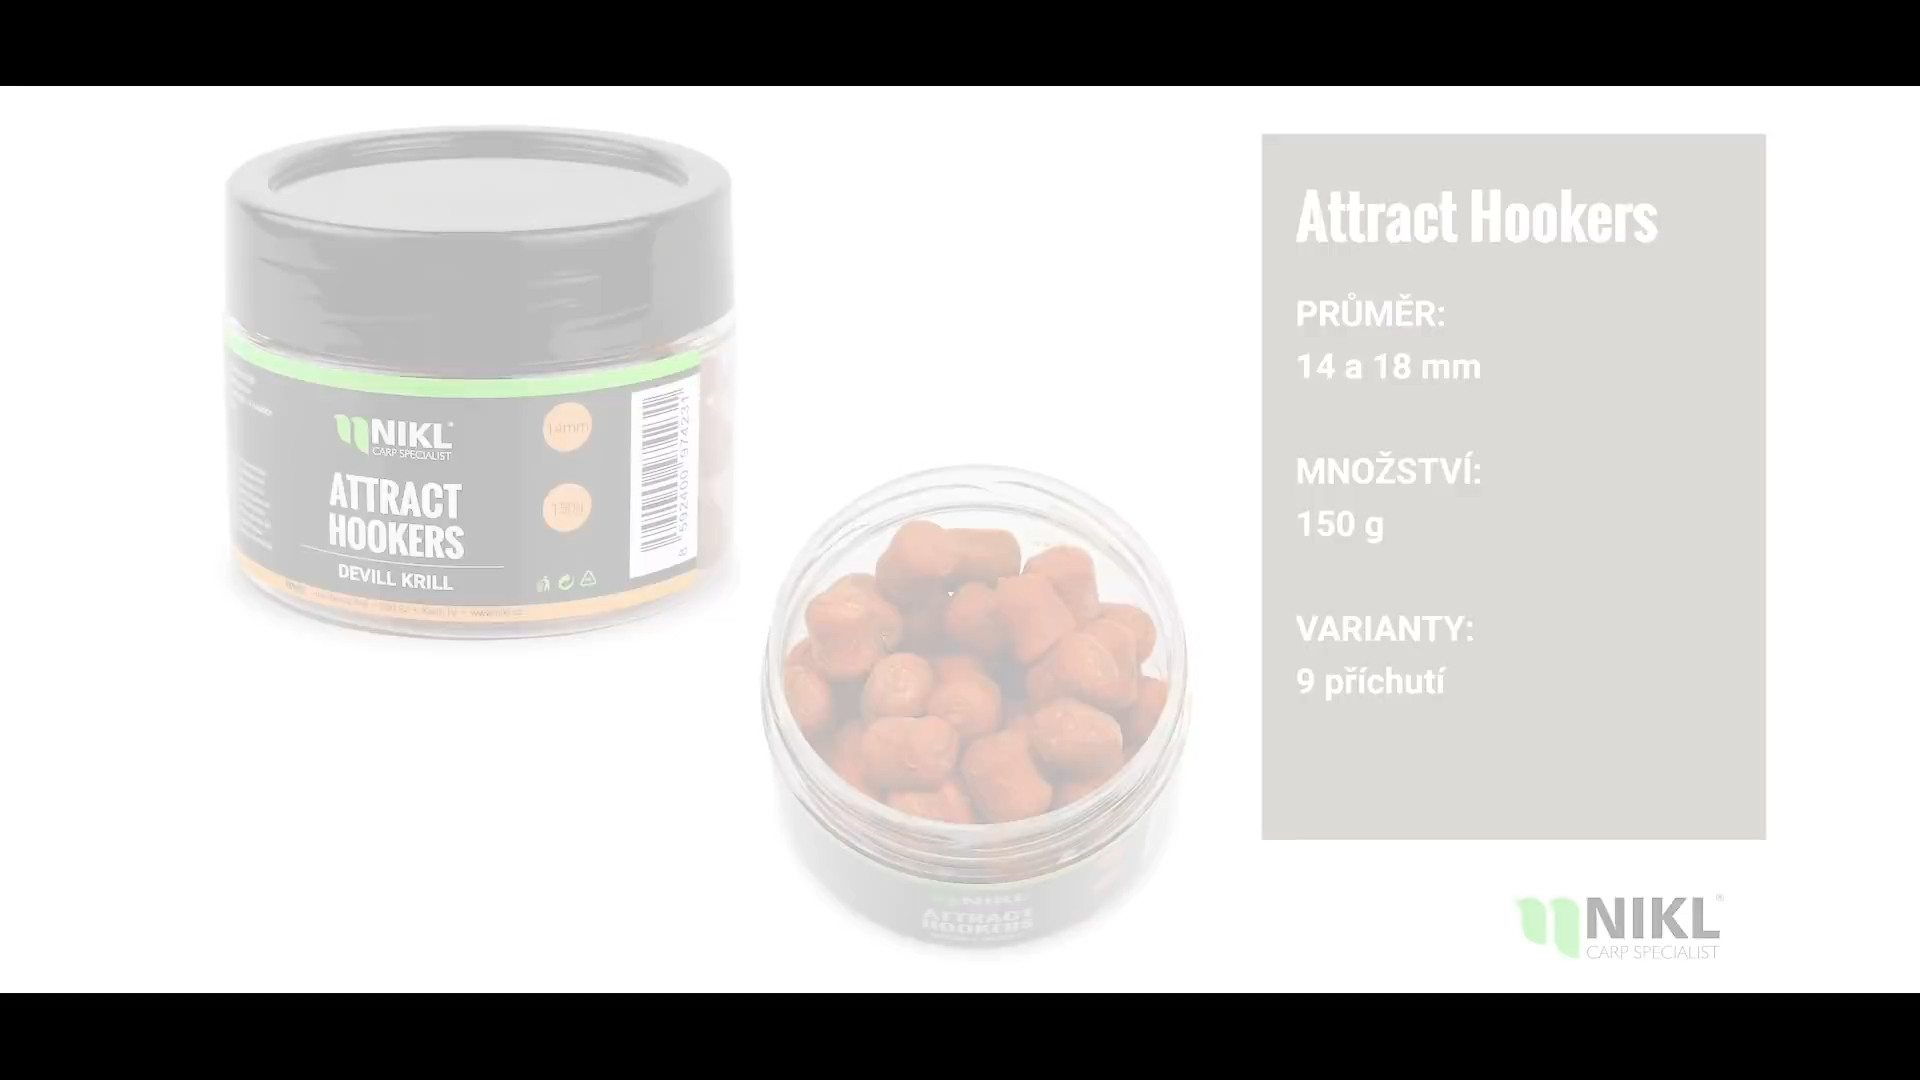 NIKL®
CARP SPECIALIST
ATTRACT
HOOKERS
DEVILL KRILL
14mm
150g
NIKL
ATTRACT
HOOKERS
Attract Hookers
PRŮMĚR:
14 a 18 mm
MNOŽSTVÍ:
150 g
VARIANTY:
9 příchutí
NIKL®
CARP SPECIALIST